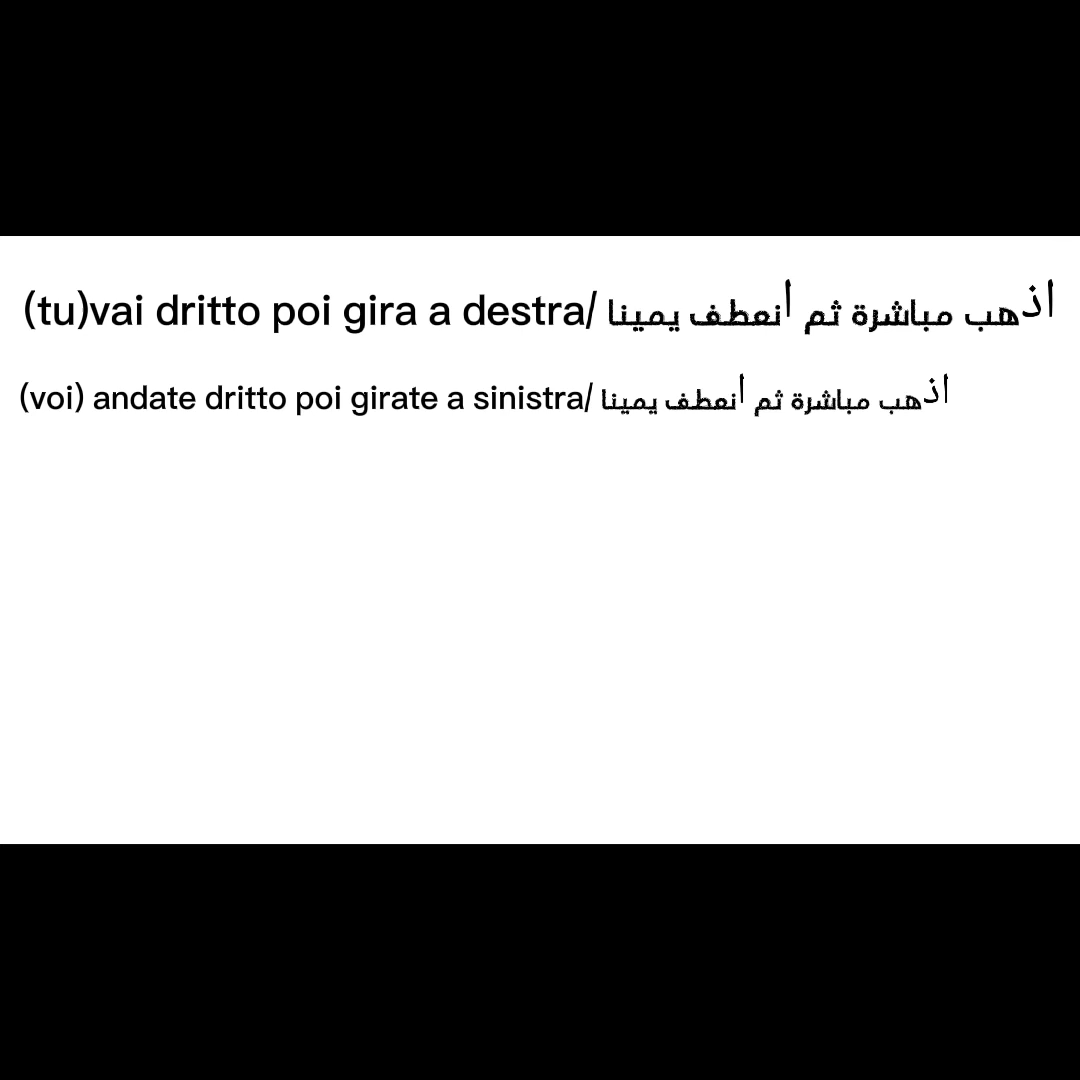 (tu)vai dritto poi gira a destra/ اذهب مباشرة ثم أنعطف يمينا
(voi) andate dritto poi girate a sinistra/ اذهب مباشرة ثم أنعطف يمينا